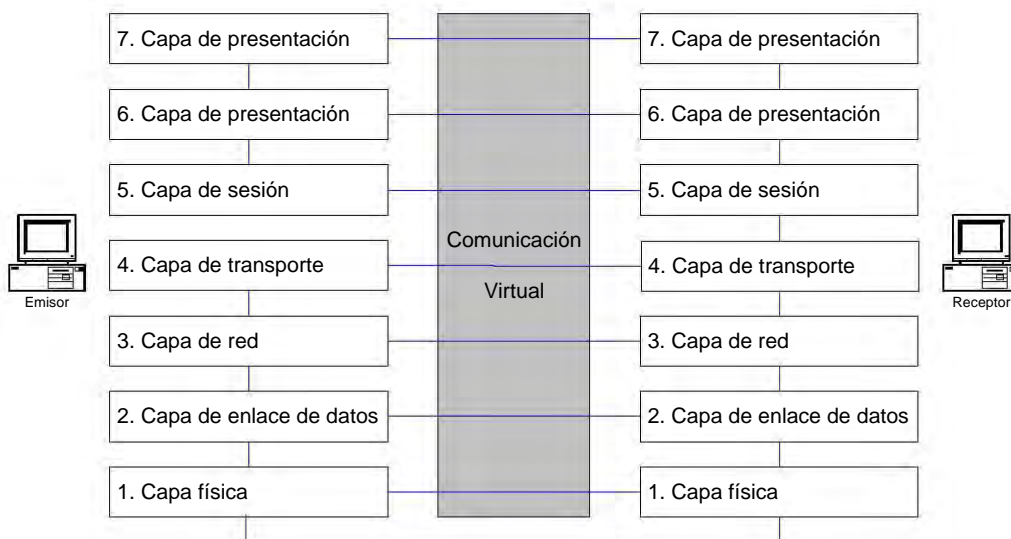 7. Capa de presentación
7. Capa de presentación
6. Capa de presentación
6. Capa de presentación
5. Capa de sesión
5. Capa de sesión
Comunicación
Virtual
4. Capa de transporte
4. Capa de transporte
Emisor
Receptor
3. Capa de red
3. Capa de red
2. Capa de enlace de datos
2. Capa de enlace de datos
1. Capa física
1. Capa física